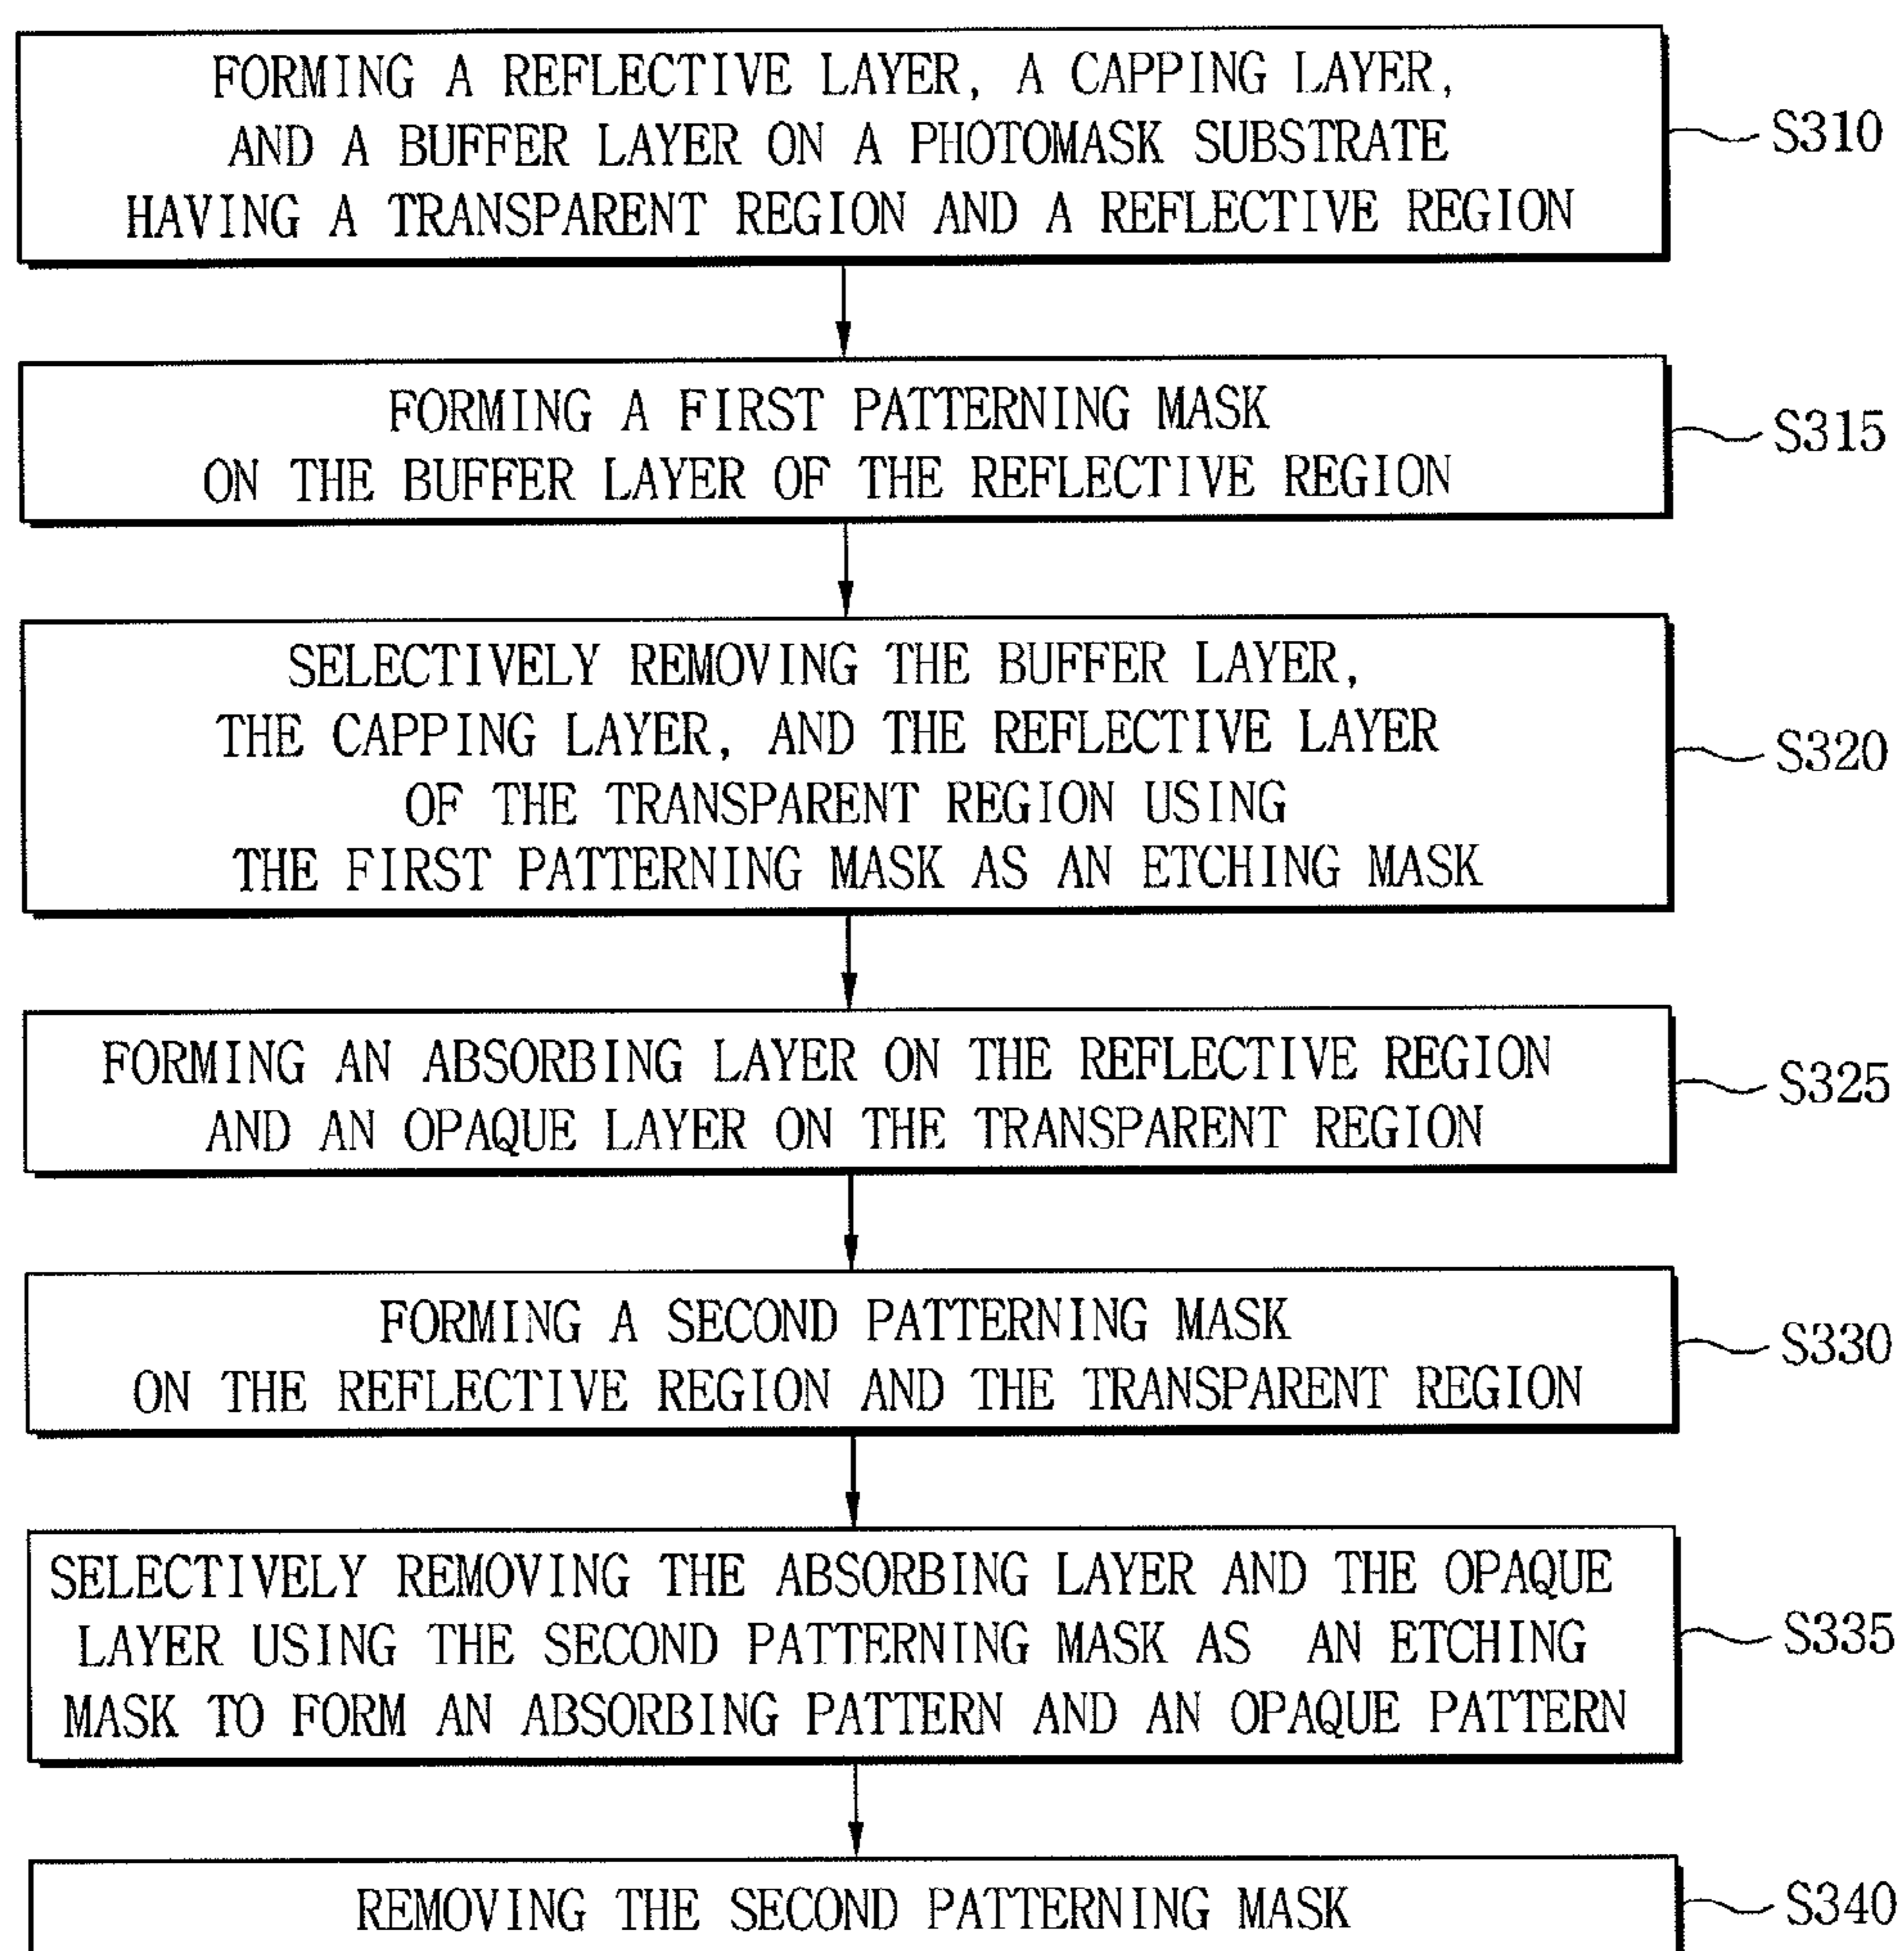 FORMING A REFLECTIVE LAYER, A CAPPING LAYER,
AND A BUFFER LAYER ON A PHOTOMASK SUBSTRATE
HAVING A TRANSPARENT REGION AND A REFLECTIVE REGION
S310
FORMING A FIRST PATTERNING MASK
ON THE BUFFER LAYER OF THE REFLECTIVE REGION
S315
SELECTIVELY REMOVING THE BUFFER LAYER,
THE CAPPING LAYER, AND THE REFLECTIVE LAYER
OF THE TRANSPARENT REGION USING
THE FIRST PATTERNING MASK AS AN ETCHING MASK
S320
FORMING AN ABSORBING LAYER ON THE REFLECTIVE REGION
AND AN OPAQUE LAYER ON THE TRANSPARENT REGION
S325
FORMING A SECOND PATTERNING MASK
ON THE REFLECTIVE REGION AND THE TRANSPARENT REGION
S330
SELECTIVELY REMOVING THE ABSORBING LAYER AND THE OPAQUE
LAYER USING THE SECOND PATTERNING MASK AS AN ETCHING
MASK TO FORM AN ABSORBING PATTERN AND AN OPAQUE PATTERN
S335
REMOVING THE SECOND PATTERNING MASK
S340